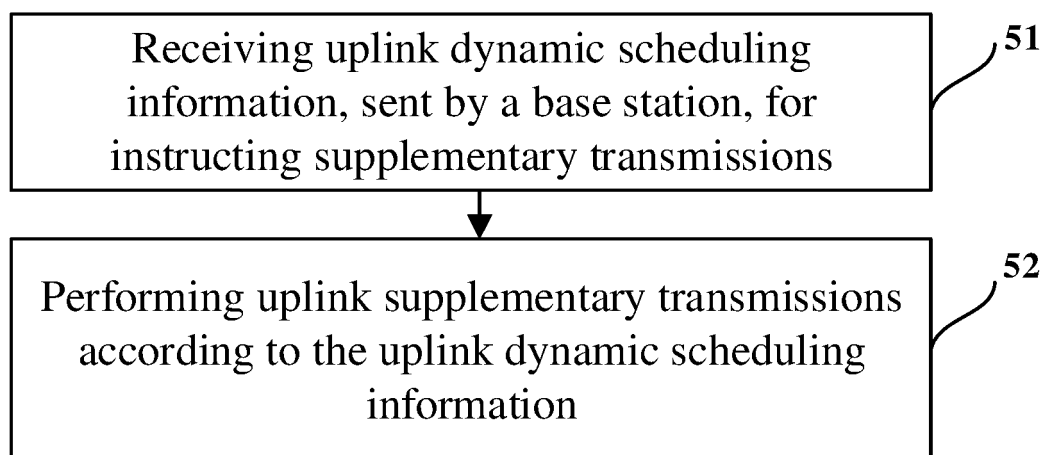 Receiving uplink dynamic scheduling
information, sent by a base station, for
instructing supplementary transmissions
51
Performing uplink supplementary transmissions
according to the uplink dynamic scheduling
information
52